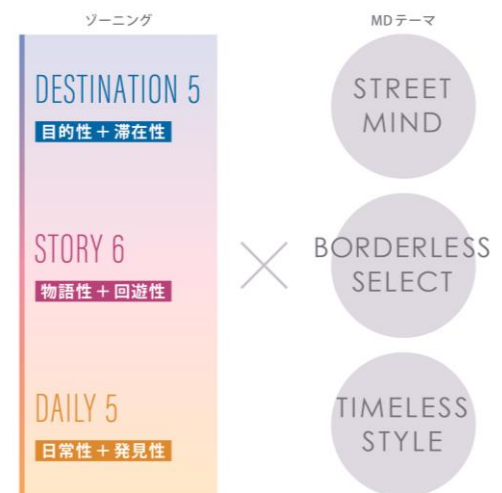 ゾーニング
DESTINATION 5
目的性＋滞在性
STORY 6
物語性＋回遊性
DAILY 5
日常性＋発見性
×
MDテーマ
STREET
MIND
BORDERLESS
SELECT
TIMELESS
STYLE